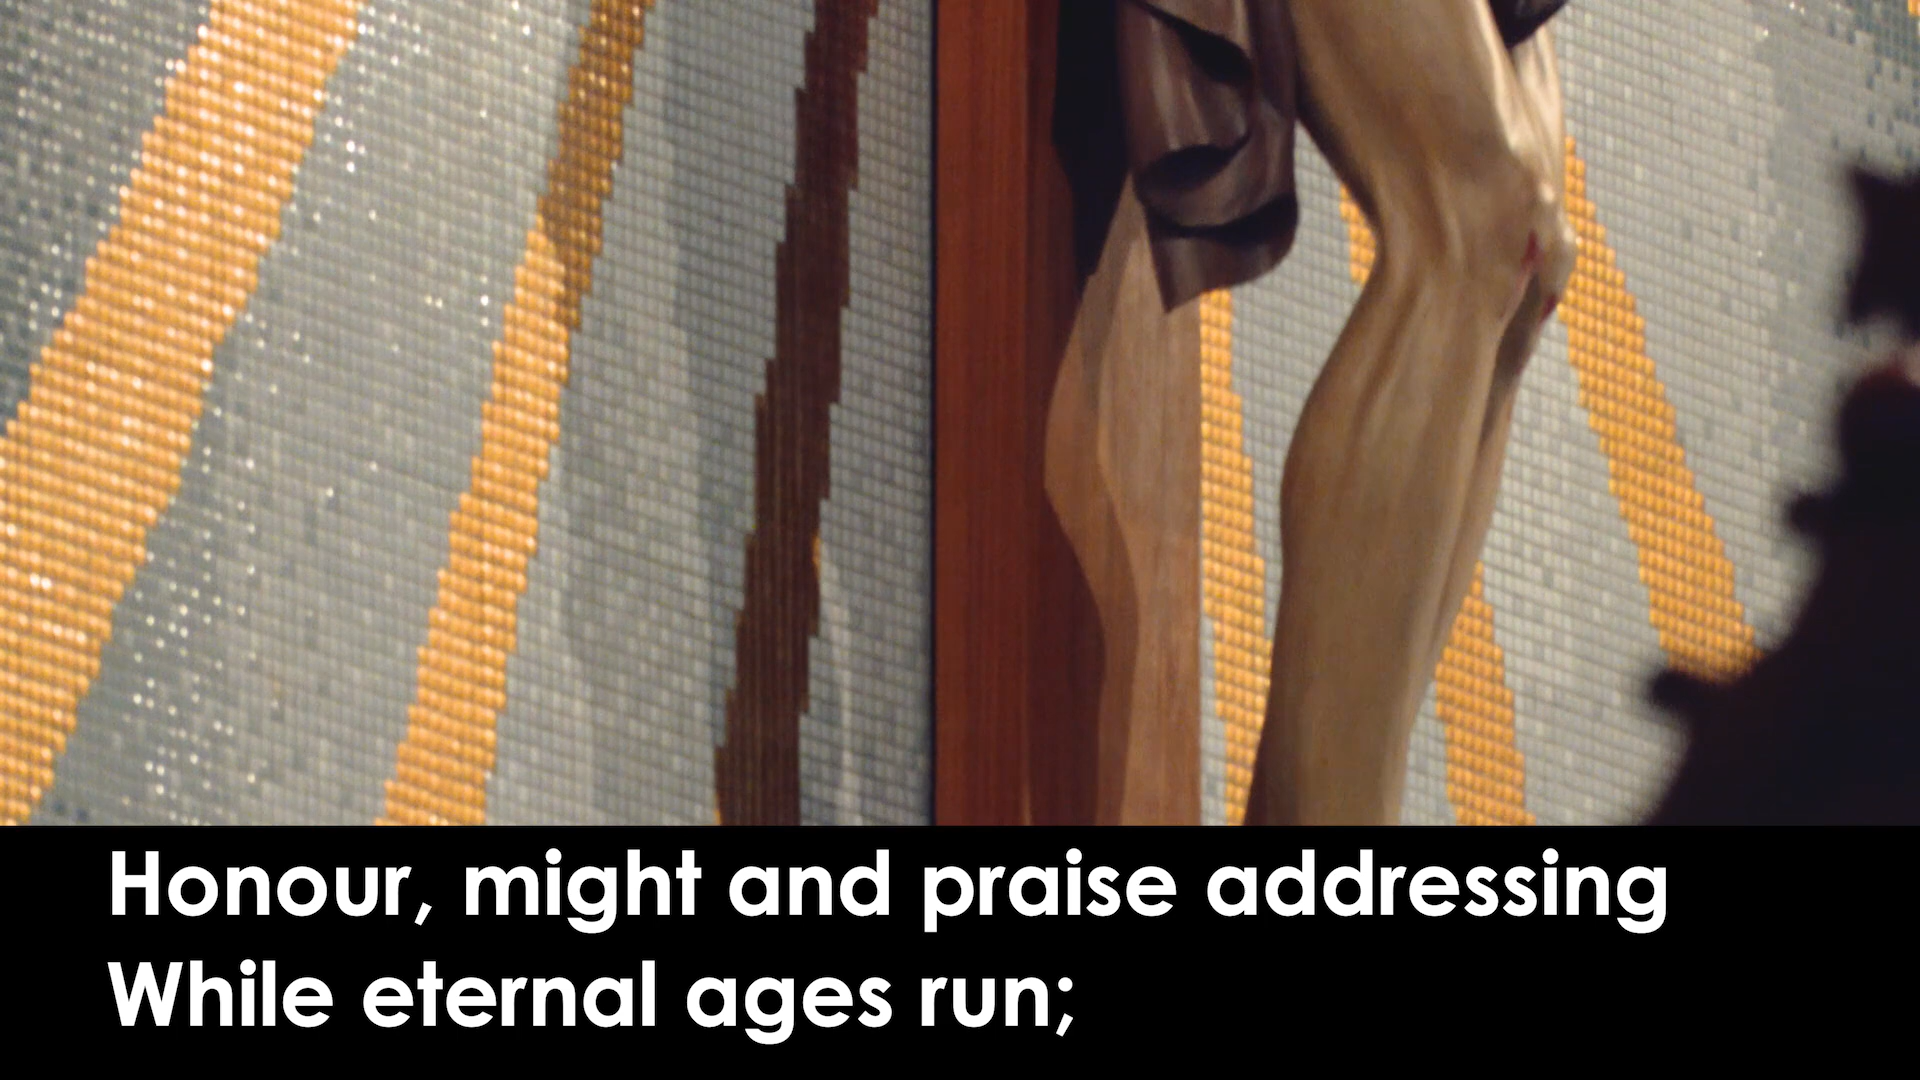 Honour, might and praise addressing
While eternal ages run;